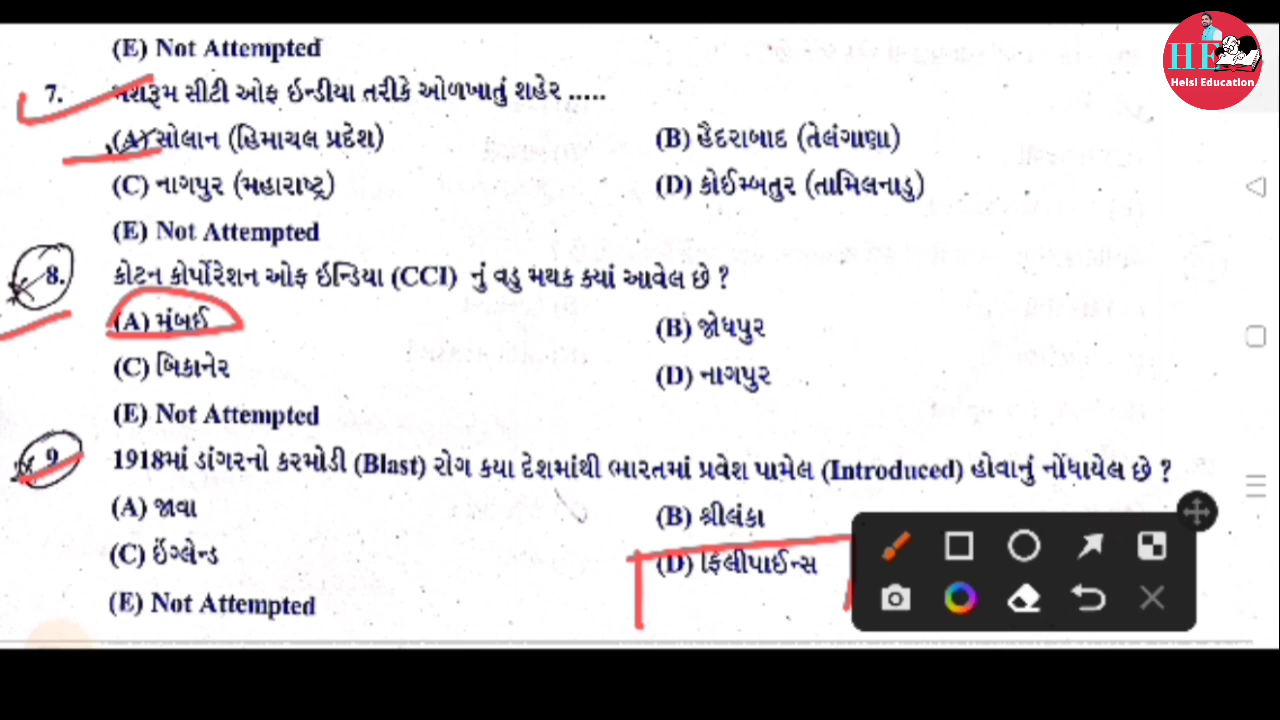 HE
Helsi Education
(E) Not Attempted
7. મશરૂમ સીટી ઓફ ઇન્ડીયા તરીકે ઓળખાતું શહેર .....
(A) સોલાન (હિમાચલ પ્રદેશ)
(B) હૈદરાબાદ (તેલંગાણા)
(C) નાગપુર (મહારાષ્ટ્ર)
(D) કોઈમ્બતુર (તામિલનાડુ)
(E) Not Attempted
8. કોટન કોર્પોરેશન ઓફ ઇન્ડિયા (CCI) નું વડુ મથક ક્યાં આવેલ છે ?
(A) મુંબઈ
(B) જોધપુર
(C) બિકાનેર
(D) નાગપુર
(E) Not Attempted
9. 1918માં ડાંગરનો કરમોડી (Blast) રોગ કયા દેશમાંથી ભારતમાં પ્રવેશ પામેલ (Introduced) હોવાનું નોંધાયેલ છે ?
(A) જાવા
(B) શ્રીલંકા
(C) ઈંગ્લેન્ડ
(D) ફિલીપાઈન્સ
(E) Not Attempted